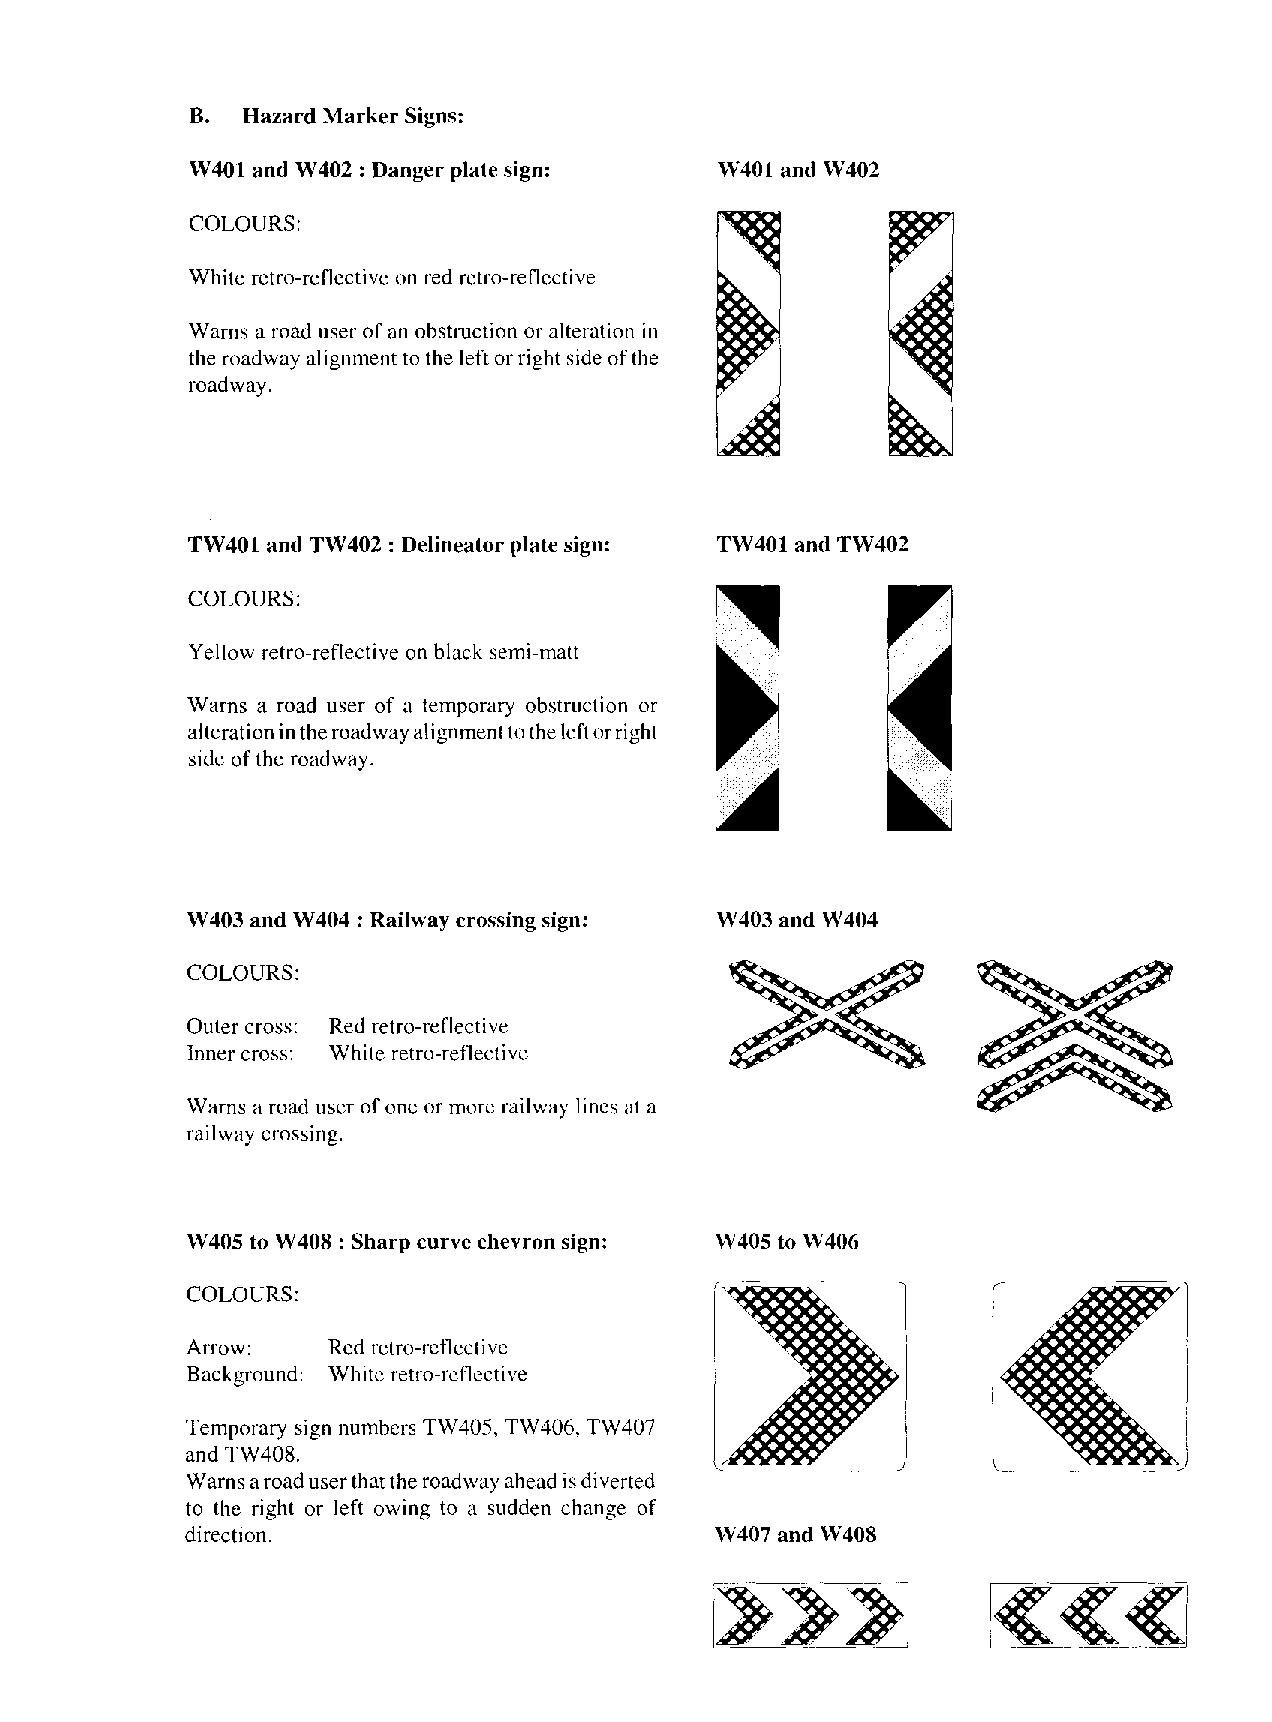 B. Hazard Marker Signs:
W401 and W402 : Danger plate sign:
W401 and W402
COLOURS:
White retro-reflective on red retro-reflective
Warns a road user of an obstruction or alteration in
the roadway alignment to the left or right side of the
roadway.
TW401 and TW402 : Delineator plate sign:
TW401 and TW402
COLOURS:
Yellow retro-reflective on black semi-matt
Warns a road user of a temporary obstruction or
alteration in the roadway alignment to the left or right
side of the roadway.
W403 and W404 : Railway crossing sign:
W403 and W404
COLOURS:
Outer cross: Red retro-reflective
Inner cross: White retro-reflective
Warns a road user of one or more railway lines at a
railway crossing.
W405 to W408 : Sharp curve chevron sign:
W405 to W406
COLOURS:
Arrow: Red retro-reflective
Background: White retro-reflective
Temporary sign numbers TW405, TW406, TW407
and TW408.
Warns a road user that the roadway ahead is diverted
to the right or left owing to a sudden change of
direction.
W407 and W408